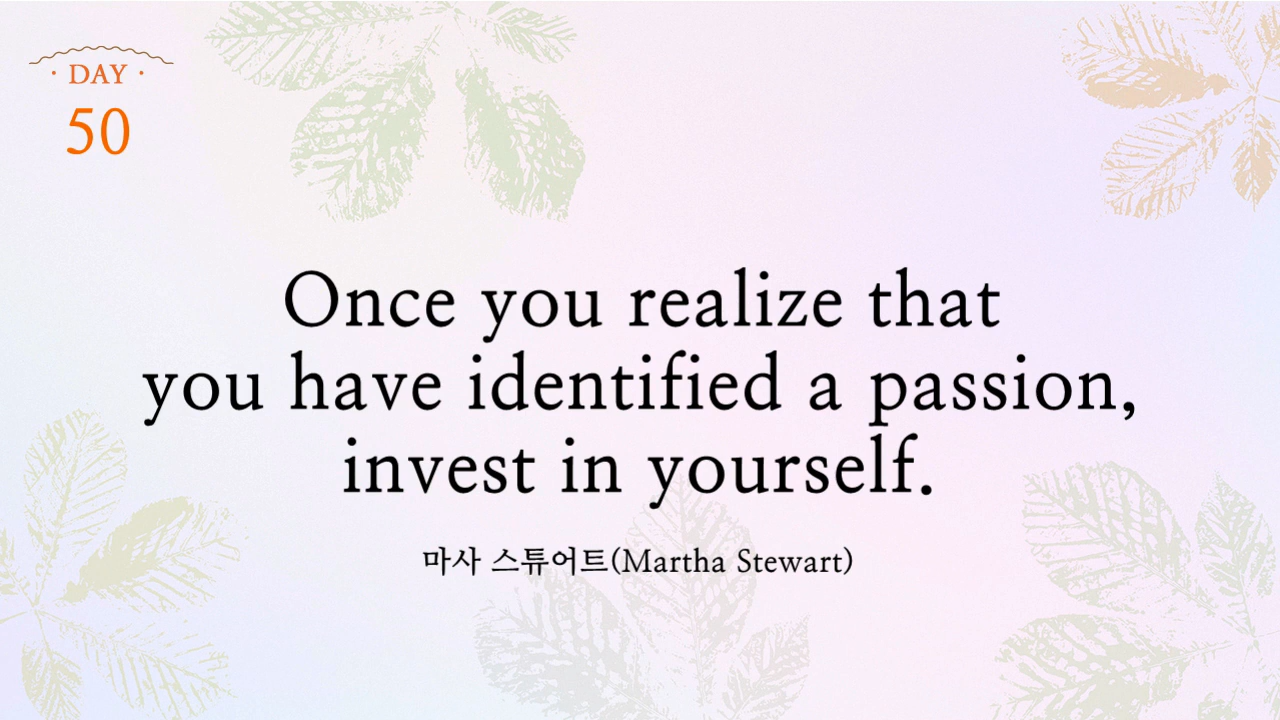 · DAY ·
50
Once you realize that
you have identified a passion,
invest in yourself.
마사 스튜어트(Martha Stewart)